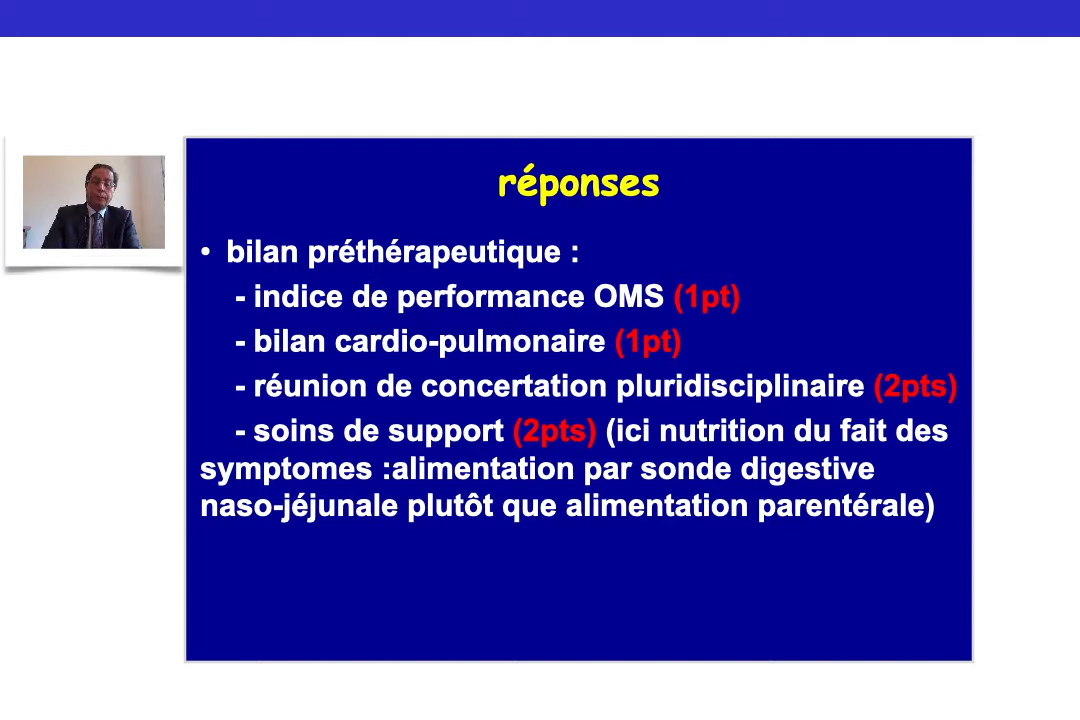 réponses
• bilan préthérapeutique :
- indice de performance OMS (1pt)
- bilan cardio-pulmonaire (1pt)
- réunion de concertation pluridisciplinaire (2pts)
- soins de support (2pts) (ici nutrition du fait des
symptomes :alimentation par sonde digestive
naso-jéjunale plutôt que alimentation parentérale)